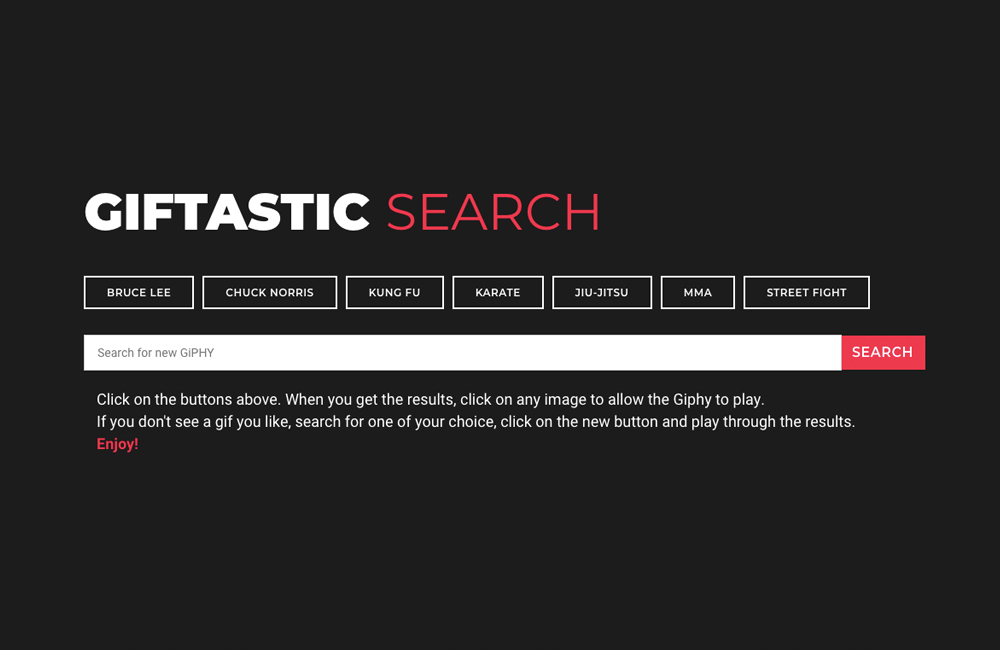 GIFTASTIC SEARCH
BRUCE LEE CHUCK NORRIS KUNG FU KARATE JIU-JITSU MMA STREET FIGHT
Search for new GiPHY SEARCH
Click on the buttons above. When you get the results, click on any image to allow the Giphy to play.
If you don't see a gif you like, search for one of your choice, click on the new button and play through the results.
Enjoy!